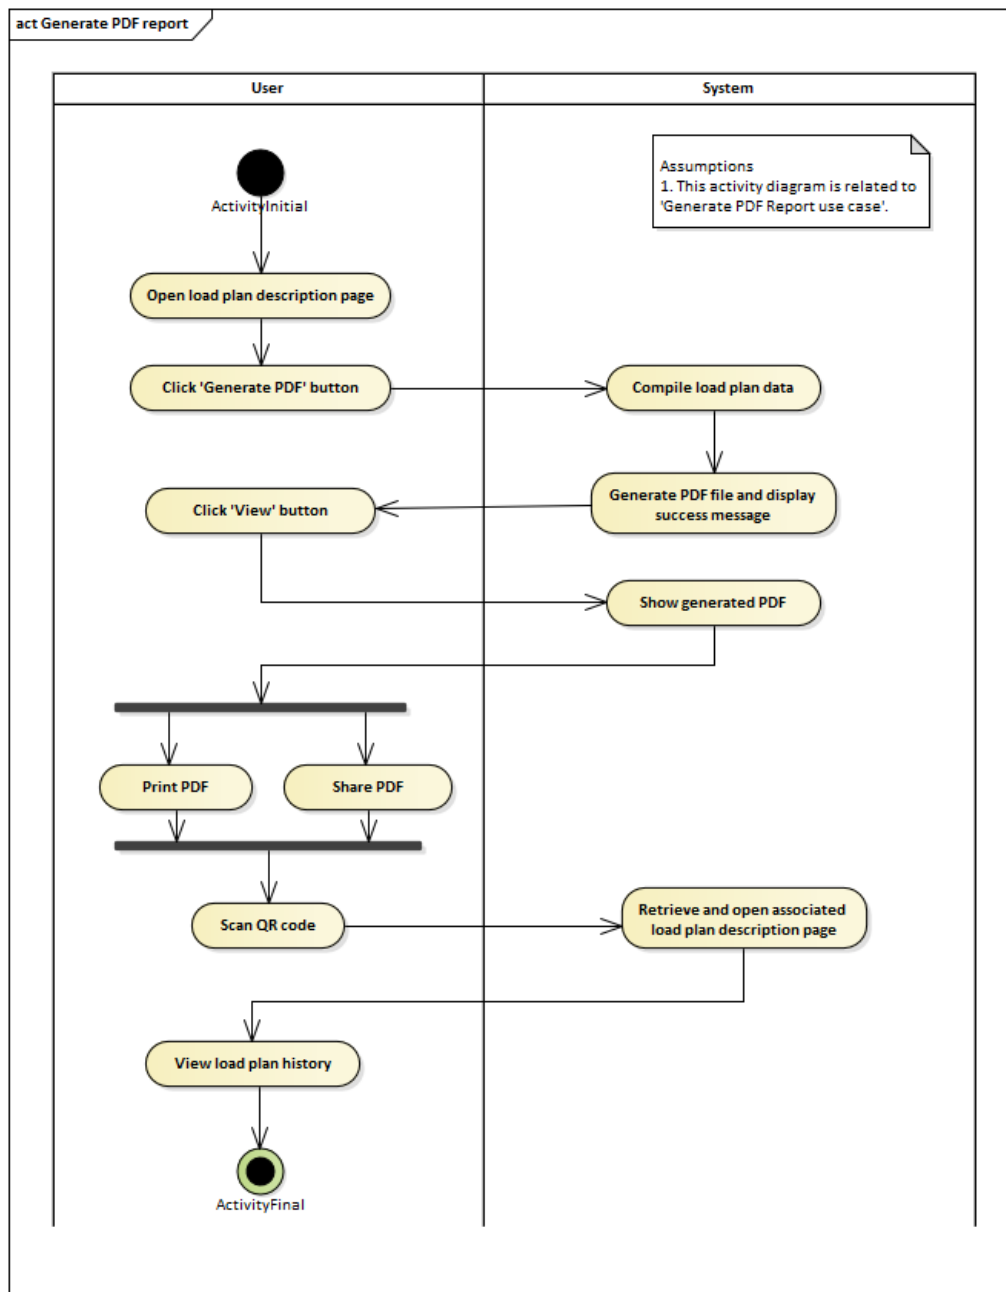 act Generate PDF report
User
System
Assumptions
1. This activity diagram is related to
'Generate PDF Report use case'.
ActivityInitial
Open load plan description page
Click 'Generate PDF' button
Compile load plan data
Generate PDF file and display
success message
Click 'View' button
Show generated PDF
Print PDF
Share PDF
Scan QR code
Retrieve and open associated
load plan description page
View load plan history
ActivityFinal